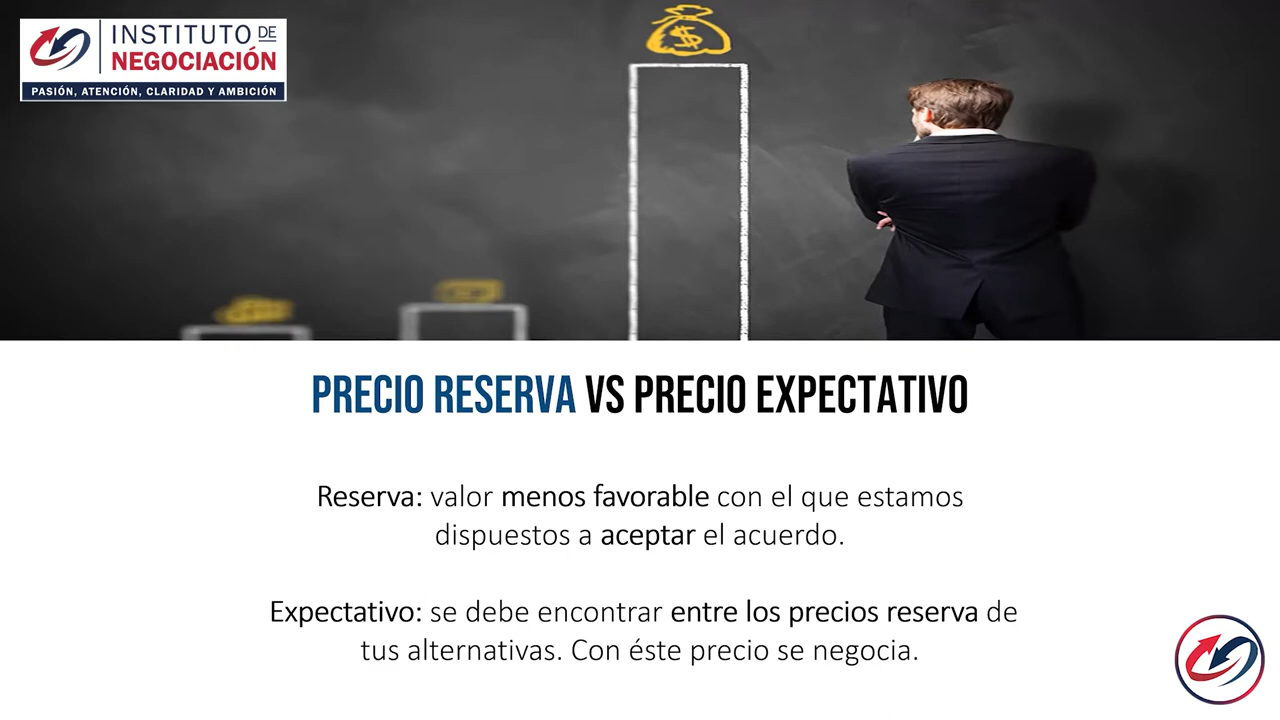 INSTITUTO DE
NEGOCIACIÓN
PASIÓN, ATENCIÓN, CLARIDAD Y AMBICIÓN
$
PRECIO RESERVA VS PRECIO EXPECTATIVO
Reserva: valor menos favorable con el que estamos
dispuestos a aceptar el acuerdo.
Expectativo: se debe encontrar entre los precios reserva de
tus alternativas. Con éste precio se negocia.